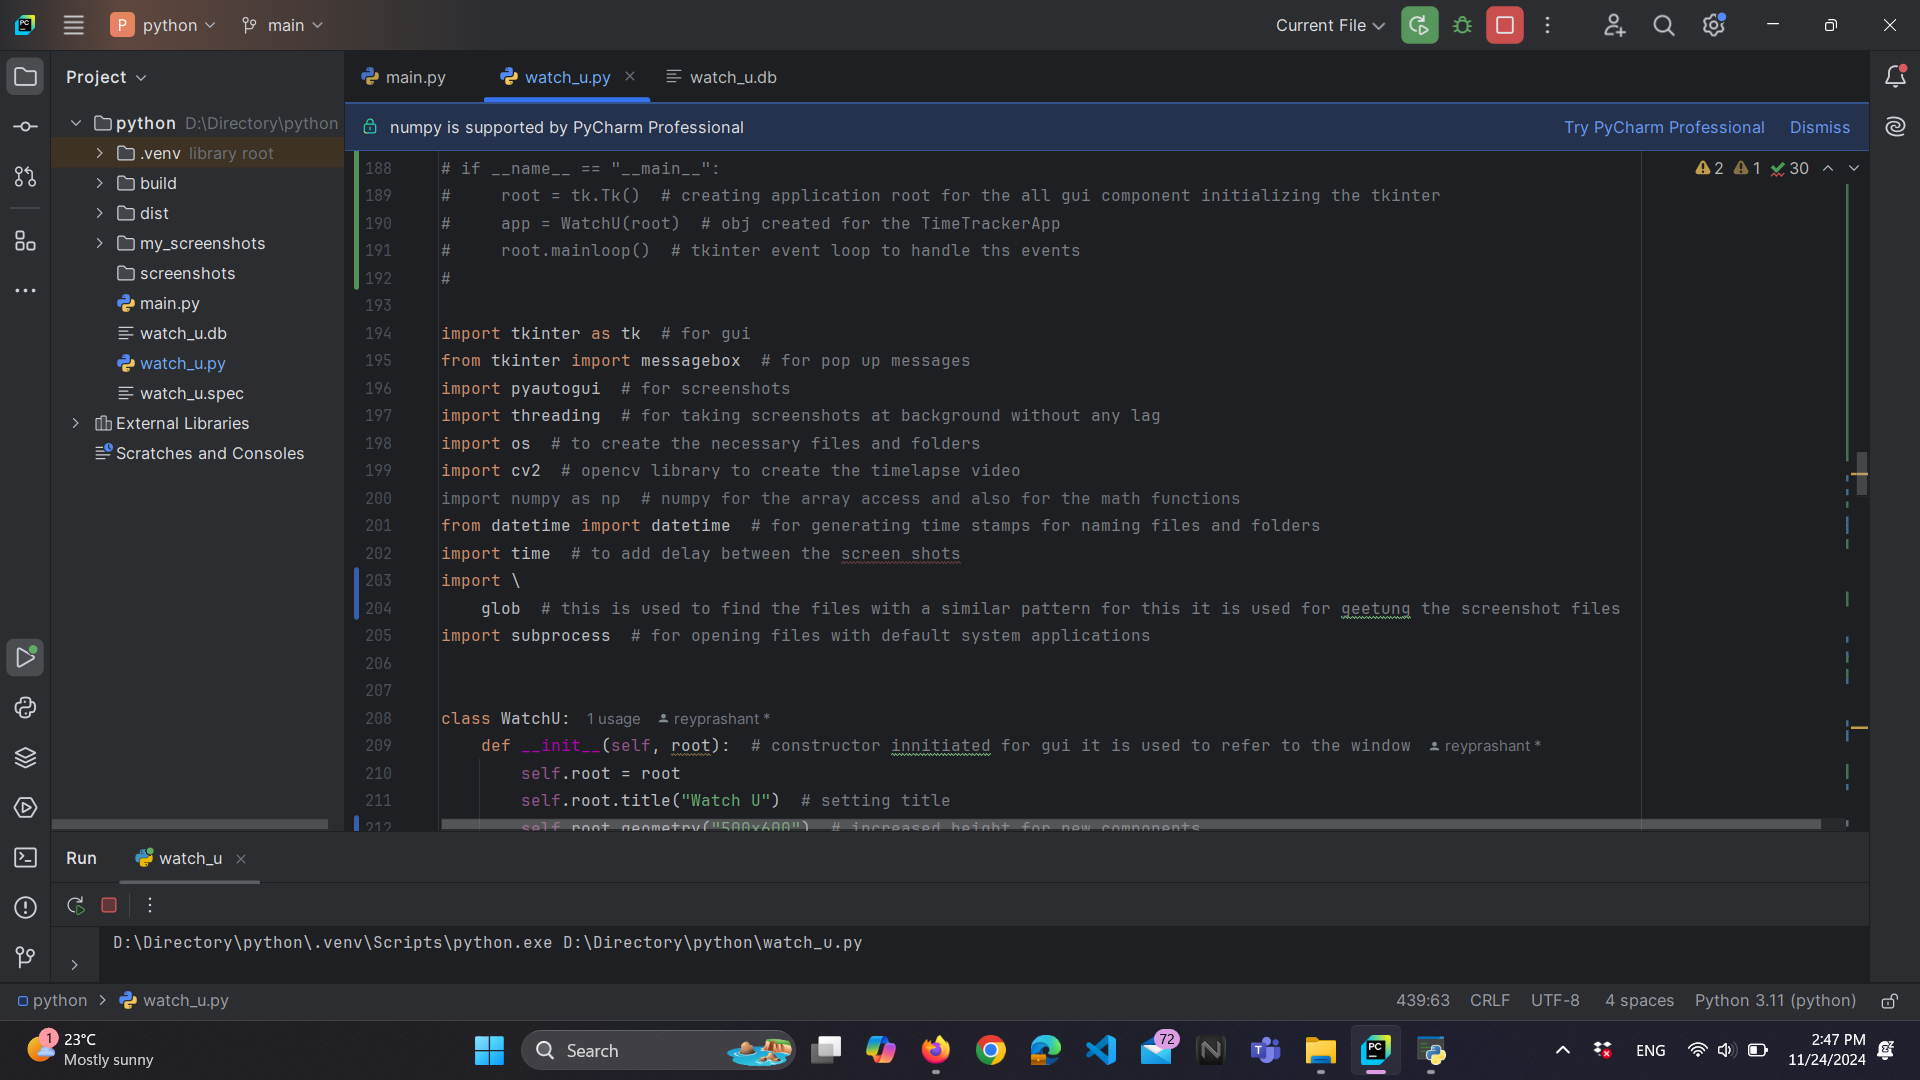 P python main
Current File
Project
main.py watch_u.py watch_u.db
numpy is supported by PyCharm Professional Try PyCharm Professional Dismiss
python D:\Directory\python
.venv library root
build
dist
my_screenshots
screenshots
main.py
watch_u.db
watch_u.py
watch_u.spec
External Libraries
Scratches and Consoles
2 1 30
188 # if __name__ == "__main__":
189 #     root = tk.Tk()  # creating application root for the all gui component initializing the tkinter
190 #     app = WatchU(root)  # obj created for the TimeTrackerApp
191 #     root.mainloop()  # tkinter event loop to handle ths events
192 #
193
194 import tkinter as tk  # for gui
195 from tkinter import messagebox  # for pop up messages
196 import pyautogui  # for screenshots
197 import threading  # for taking screenshots at background without any lag
198 import os  # to create the necessary files and folders
199 import cv2  # opencv library to create the timelapse video
200 import numpy as np  # numpy for the array access and also for the math functions
201 from datetime import datetime  # for generating time stamps for naming files and folders
202 import time  # to add delay between the screen shots
203 import \
204     glob  # this is used to find the files with a similar pattern for this it is used for geetung the screenshot files
205 import subprocess  # for opening files with default system applications
206
207
208 class WatchU:  1 usage  reyprashant *
209     def __init__(self, root):  # constructor innitiated for gui it is used to refer to the window  reyprashant *
210         self.root = root
211         self.root.title("Watch U")  # setting title
212         self.root.geometry("500x600")  # increased height for new components
Run watch_u
D:\Directory\python\.venv\Scripts\python.exe D:\Directory\python\watch_u.py
python watch_u.py 439:63 CRLF UTF-8 4 spaces Python 3.11 (python)
1 23°C
Mostly sunny
Search
72
ENG
2:47 PM
11/24/2024